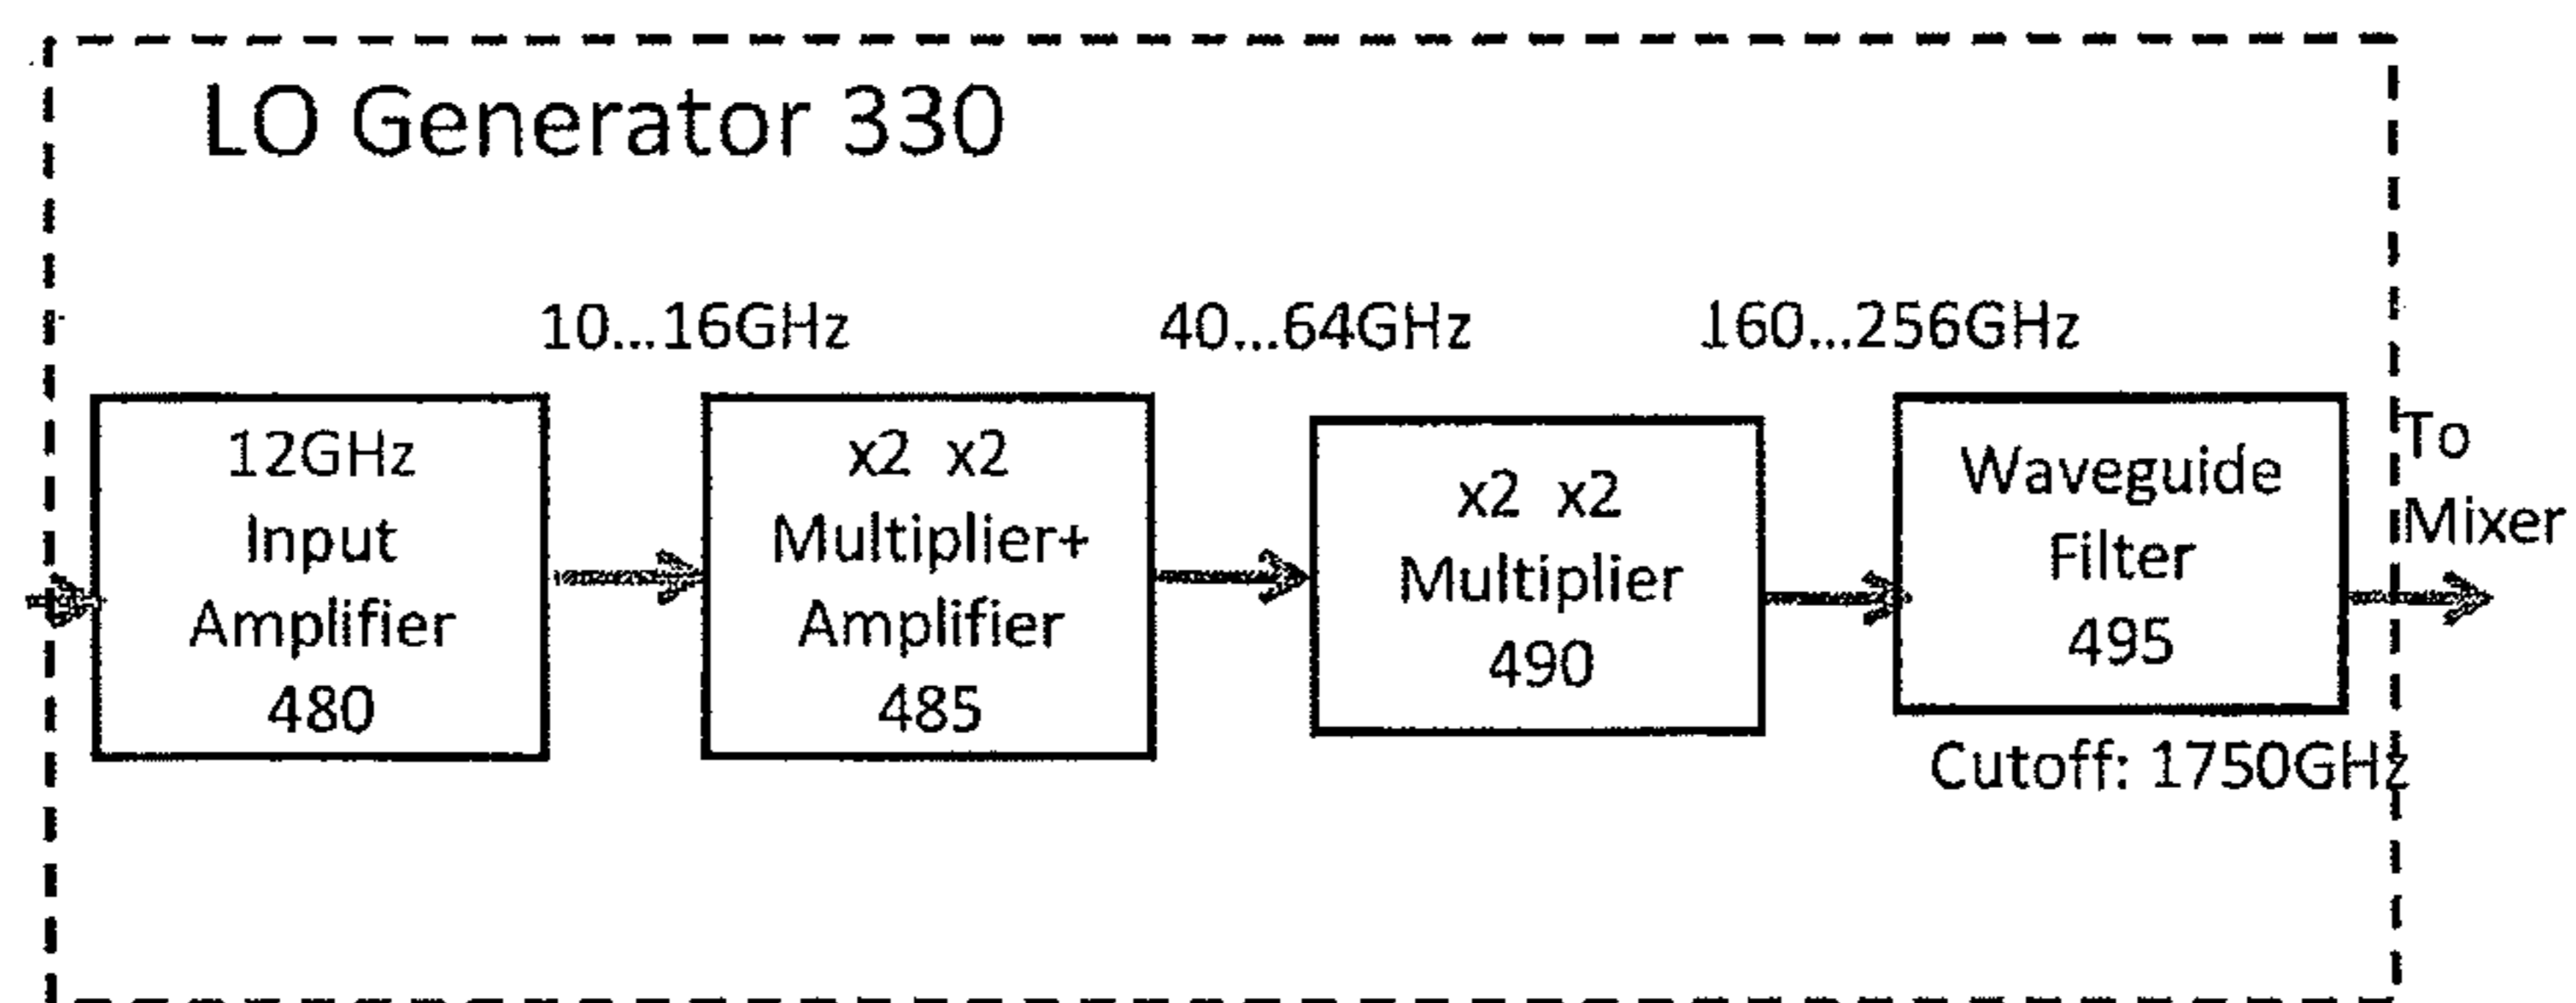 LO Generator 330
10...16GHz
40...64GHz
160...256GHz
12GHz
Input
Amplifier
480
x2 x2
Multiplier+
Amplifier
485
x2 x2
Multiplier
490
Waveguide
Filter
495
Cutoff: 1750GHz
To
Mixer